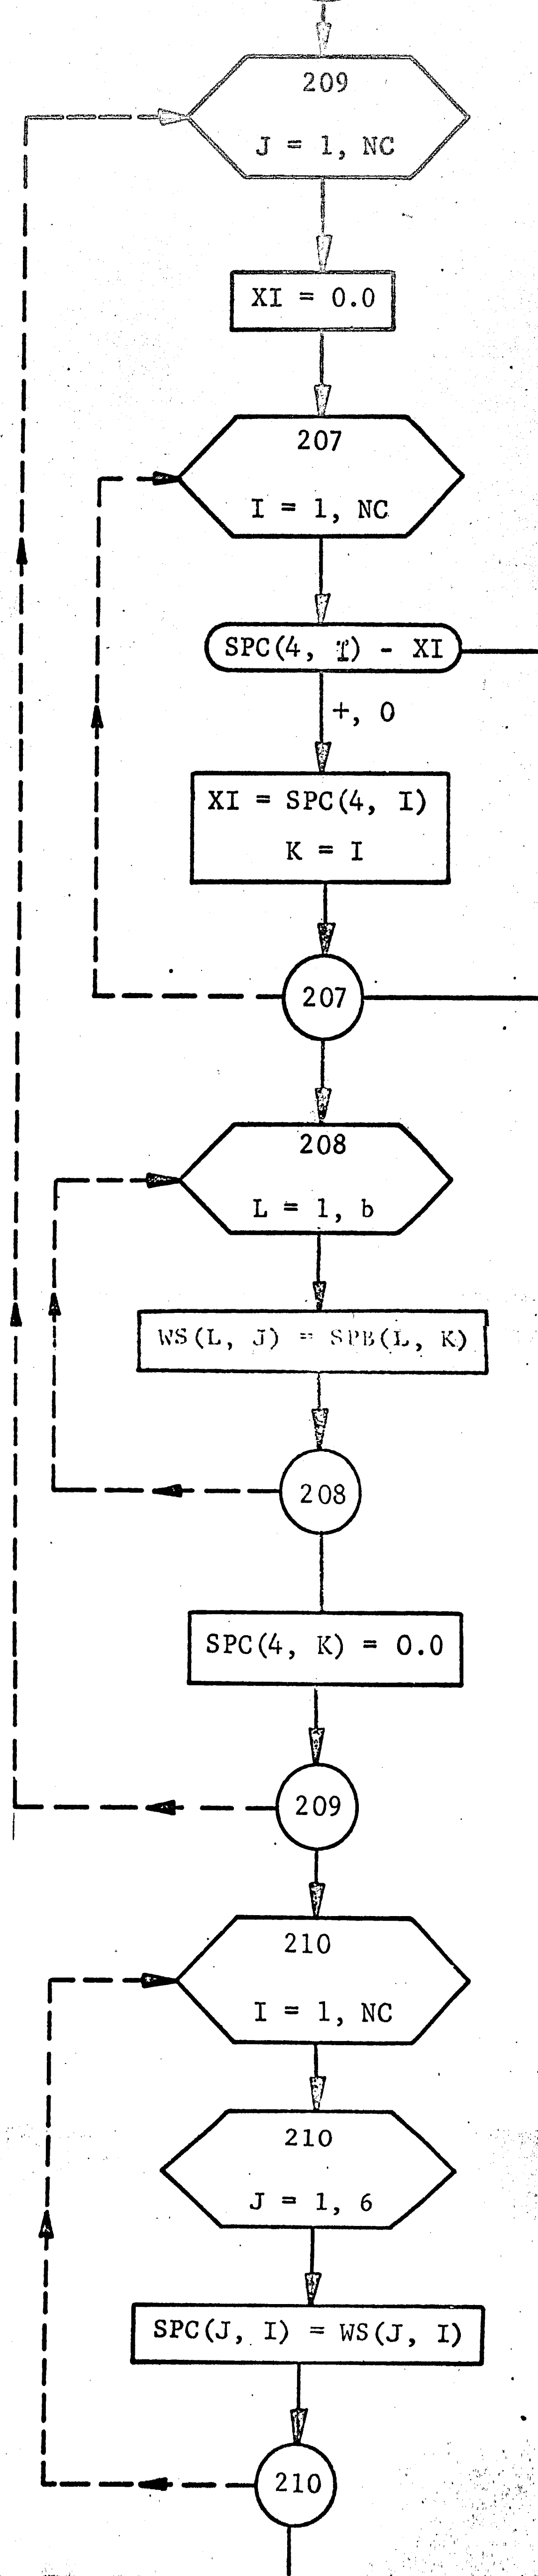 209
J = 1, NC
XI = 0.0
207
I = 1, NC
SPC(4, I) - XI
+, 0
XI = SPC(4, I)
K = I
207
208
L = 1, b
WS(L, J) = SPB(L, K)
208
SPC(4, K) = 0.0
209
210
I = 1, NC
210
J = 1, 6
SPC(J, I) = WS(J, I)
210